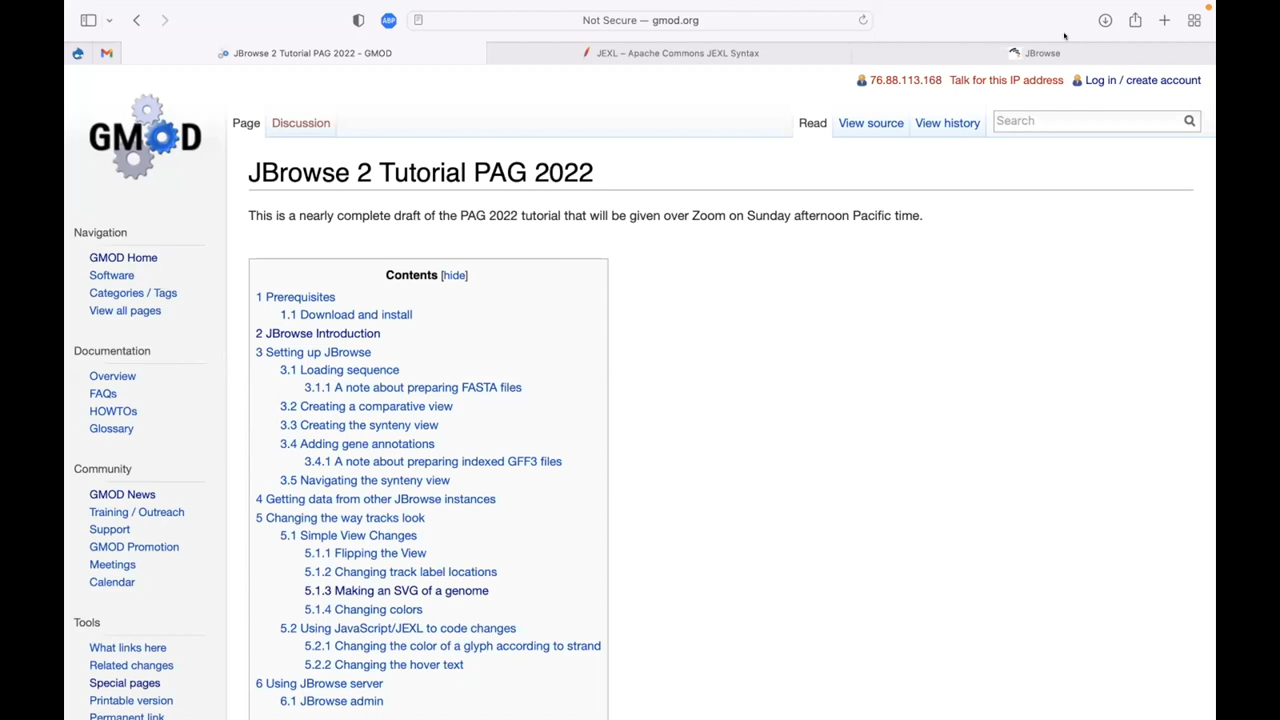 ABP
Not Secure — gmod.org
JBrowse 2 Tutorial PAG 2022 - GMOD
JEXL – Apache Commons JEXL Syntax
JBrowse
76.88.113.168 Talk for this IP address Log in / create account
GMOD
Page Discussion Read View source View history Search
JBrowse 2 Tutorial PAG 2022
This is a nearly complete draft of the PAG 2022 tutorial that will be given over Zoom on Sunday afternoon Pacific time.
Navigation
GMOD Home
Software
Categories / Tags
View all pages
Documentation
Overview
FAQs
HOWTOs
Glossary
Community
GMOD News
Training / Outreach
Support
GMOD Promotion
Meetings
Calendar
Tools
What links here
Related changes
Special pages
Printable version
Permanent link
Contents [hide]
1 Prerequisites
1.1 Download and install
2 JBrowse Introduction
3 Setting up JBrowse
3.1 Loading sequence
3.1.1 A note about preparing FASTA files
3.2 Creating a comparative view
3.3 Creating the synteny view
3.4 Adding gene annotations
3.4.1 A note about preparing indexed GFF3 files
3.5 Navigating the synteny view
4 Getting data from other JBrowse instances
5 Changing the way tracks look
5.1 Simple View Changes
5.1.1 Flipping the View
5.1.2 Changing track label locations
5.1.3 Making an SVG of a genome
5.1.4 Changing colors
5.2 Using JavaScript/JEXL to code changes
5.2.1 Changing the color of a glyph according to strand
5.2.2 Changing the hover text
6 Using JBrowse server
6.1 JBrowse admin